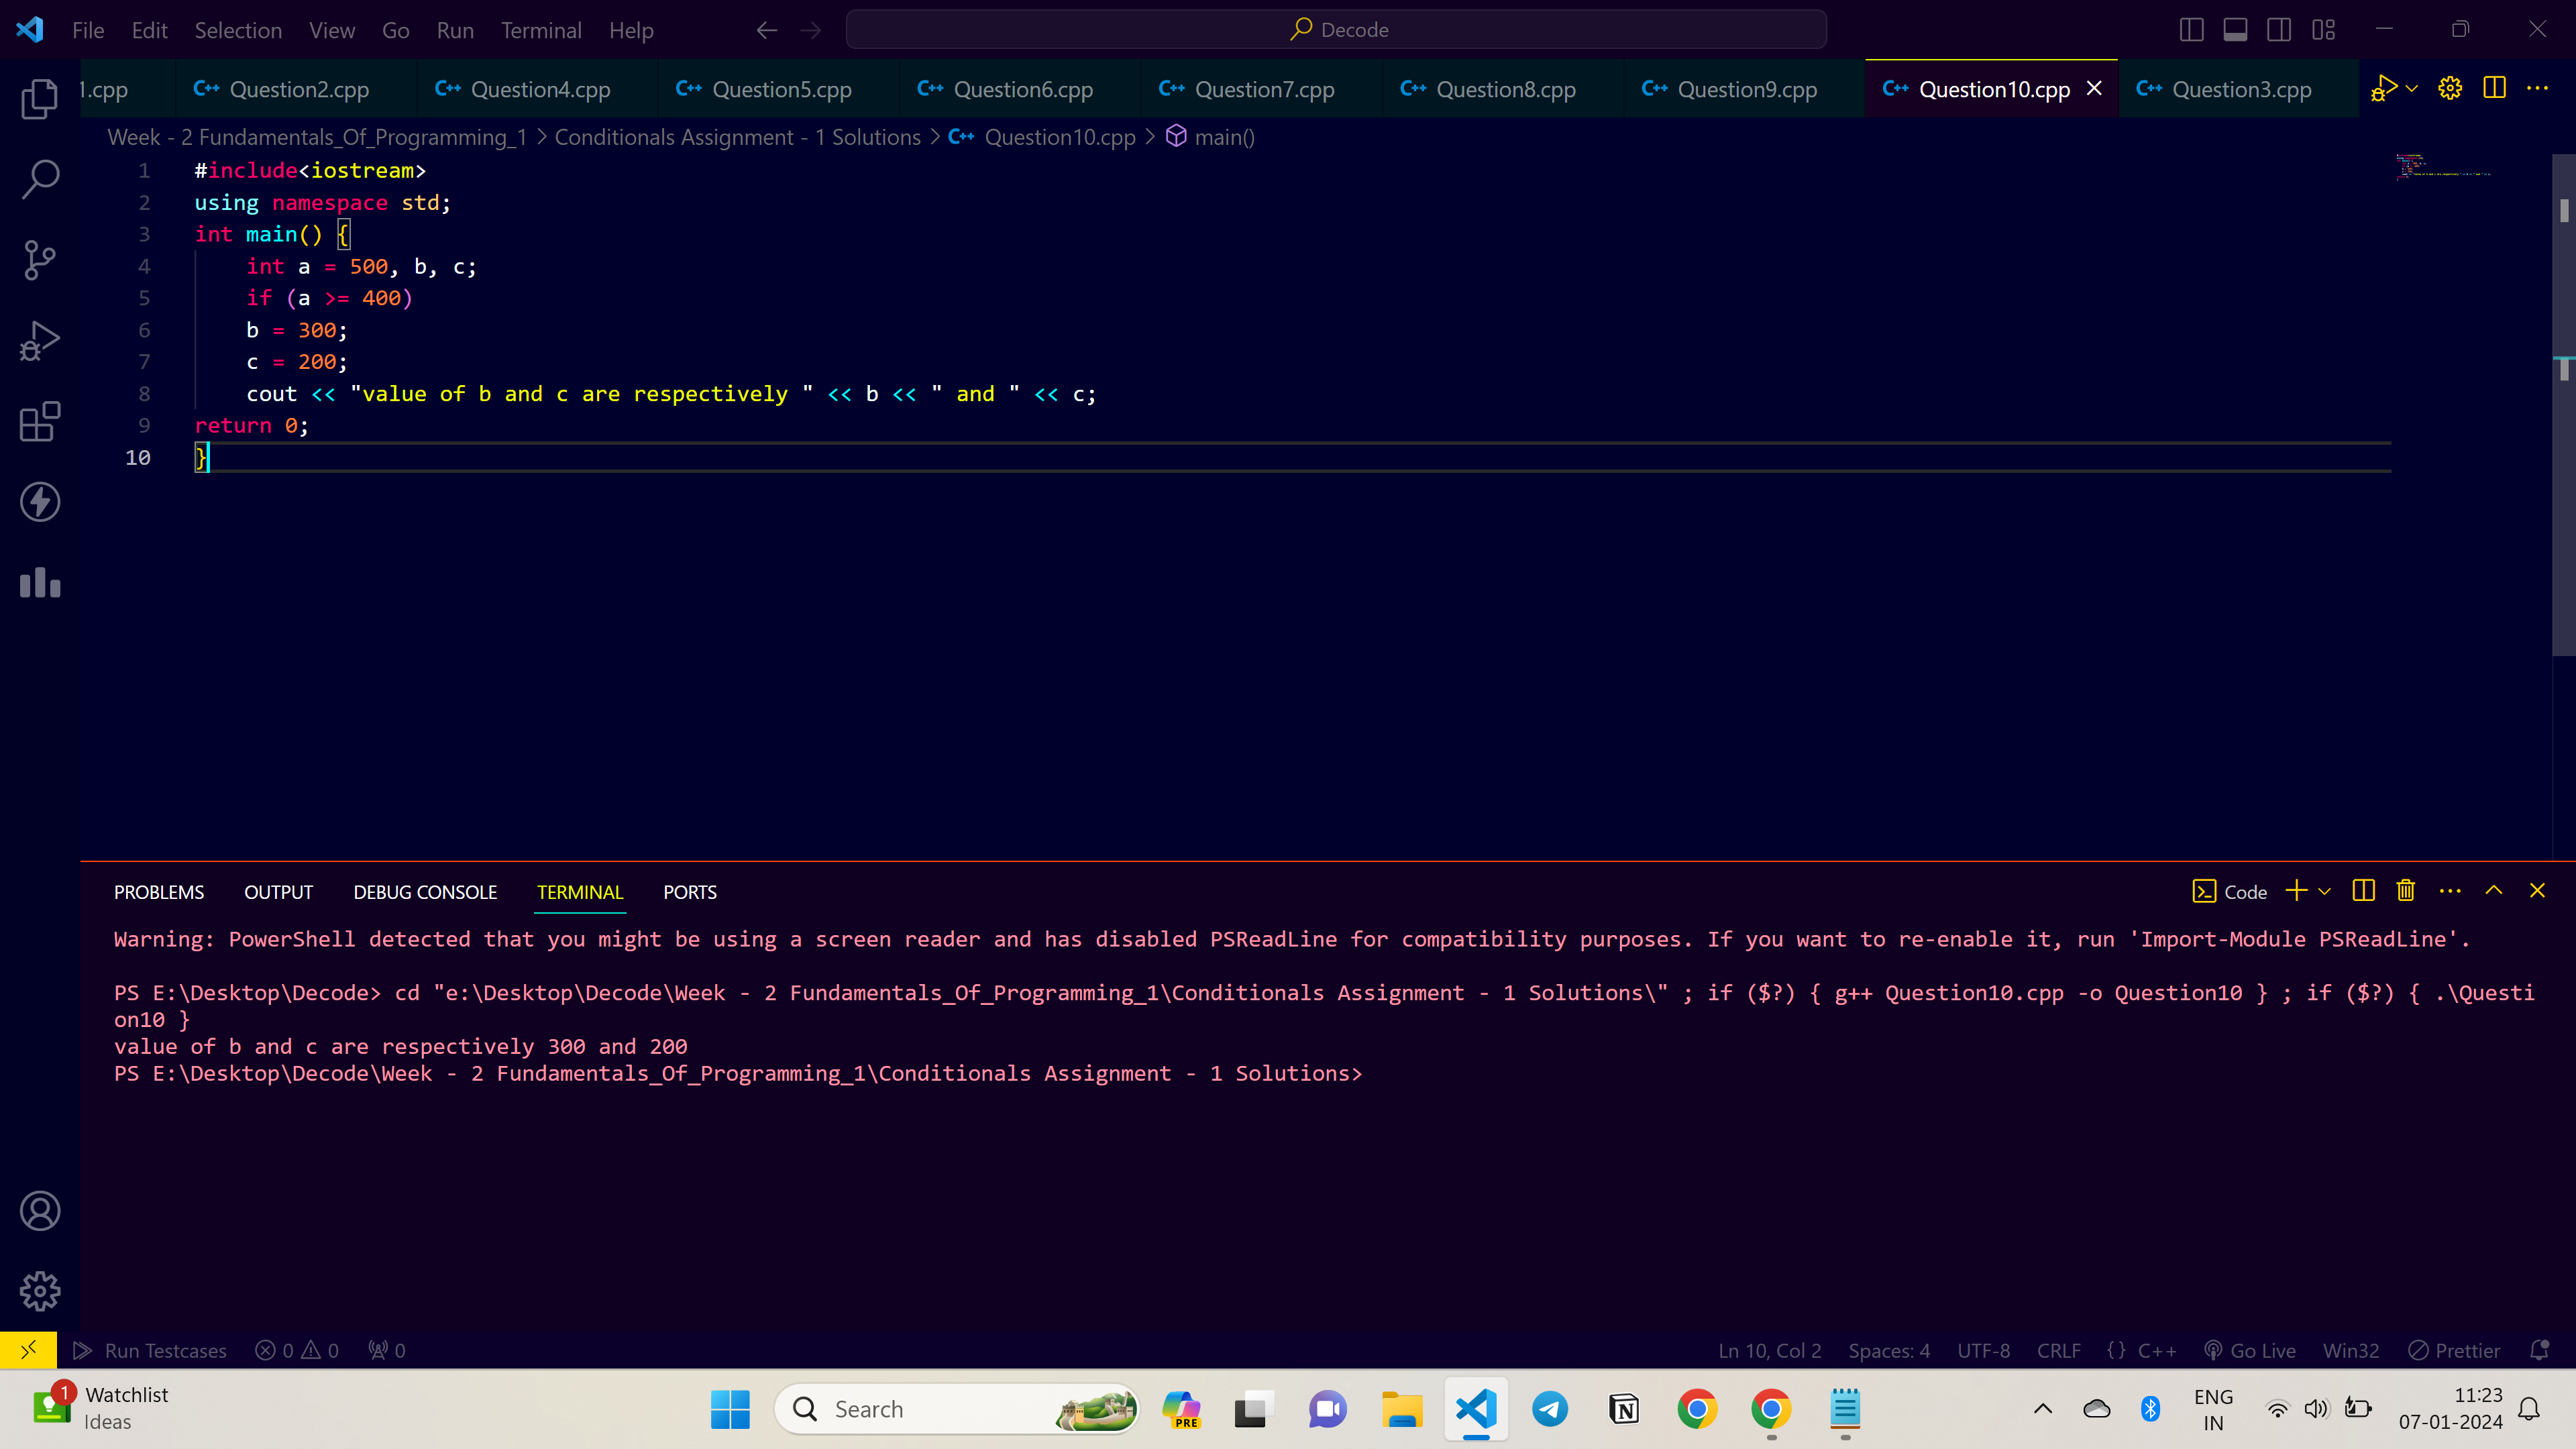 File Edit Selection View Go Run Terminal Help Decode
1.cpp Question2.cpp Question4.cpp Question5.cpp Question6.cpp Question7.cpp Question8.cpp Question9.cpp Question10.cpp Question3.cpp
Week - 2 Fundamentals_Of_Programming_1 > Conditionals Assignment - 1 Solutions > Question10.cpp > main()
1 #include<iostream>
2 using namespace std;
3 int main() {
4     int a = 500, b, c;
5     if (a >= 400)
6     b = 300;
7     c = 200;
8     cout << "value of b and c are respectively " << b << " and " << c;
9 return 0;
10 }
PROBLEMS OUTPUT DEBUG CONSOLE TERMINAL PORTS Code
Warning: PowerShell detected that you might be using a screen reader and has disabled PSReadLine for compatibility purposes. If you want to re-enable it, run 'Import-Module PSReadLine'.
PS E:\Desktop\Decode> cd "e:\Desktop\Decode\Week - 2 Fundamentals_Of_Programming_1\Conditionals Assignment - 1 Solutions\" ; if ($?) { g++ Question10.cpp -o Question10 } ; if ($?) { .\Questi
on10 }
value of b and c are respectively 300 and 200
PS E:\Desktop\Decode\Week - 2 Fundamentals_Of_Programming_1\Conditionals Assignment - 1 Solutions>
Run Testcases 0 0 0 Ln 10, Col 2 Spaces: 4 UTF-8 CRLF {} C++ Go Live Win32 Prettier
1 Watchlist
Ideas
Search
PRE
ENG
IN
11:23
07-01-2024